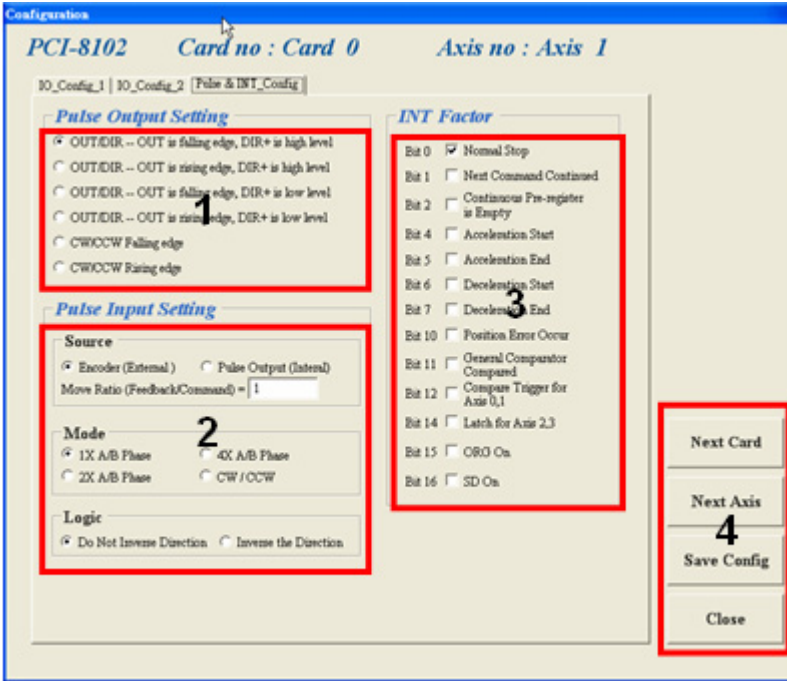 Configuration
PCI-8102 Card no : Card 0 Axis no : Axis 1
IO_Config_1 IO_Config_2 Pulse & INT_Config
Pulse Output Setting
OUT/DIR -- OUT is falling edge, DIR+ is high level
OUT/DIR -- OUT is rising edge, DIR+ is high level
OUT/DIR -- OUT is falling edge, DIR+ is low level
OUT/DIR -- OUT is rising edge, DIR+ is low level
CW/CCW Falling edge
CW/CCW Rising edge
1
Pulse Input Setting
Source
Encoder (External ) Pulse Output (Interal)
Move Ratio (Feedback/Command) = 1
Mode
1X A/B Phase 4X A/B Phase
2X A/B Phase CW / CCW
2
Logic
Do Not Inverse Direction Inverse the Direction
INT Factor
Bit 0 Normal Stop
Bit 1 Next Command Continued
Bit 2 Continuous Pre-register
is Empty
Bit 4 Acceleration Start
Bit 5 Acceleration End
Bit 6 Deceleration Start
Bit 7 Deceleration End
3
Bit 10 Position Error Occur
Bit 11 General Comparator
Compared
Bit 12 Compare Trigger for
Axis 0,1
Bit 14 Latch for Axis 2,3
Bit 15 ORG On
Bit 16 SD On
Next Card
Next Axis
4
Save Config
Close